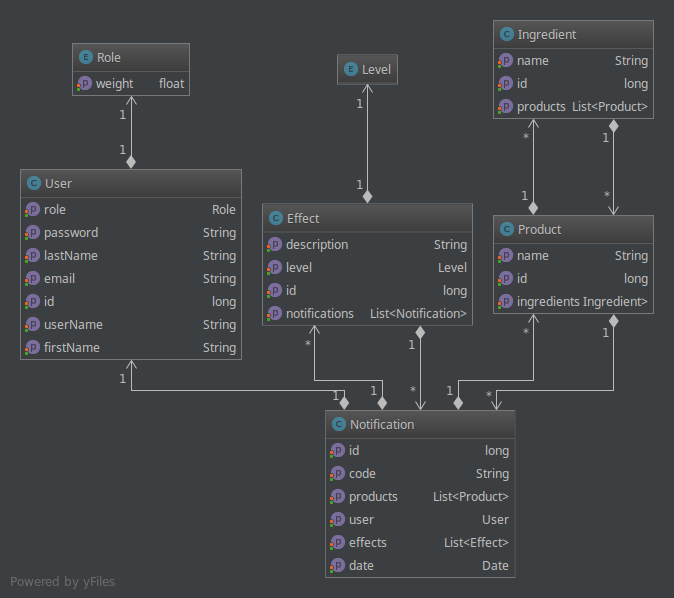 Role
weight float
1
1
User
role Role
password String
lastName String
email String
id long
userName String
firstName String
1
1
Level
1
1
Effect
description String
level Level
id long
notifications List<Notification>
*
1
1
*
Ingredient
name String
id long
products List<Product>
*
1
1
*
Product
name String
id long
ingredients Ingredient>
*
1
1
*
Notification
id long
code String
products List<Product>
user User
effects List<Effect>
date Date
Powered by yFiles